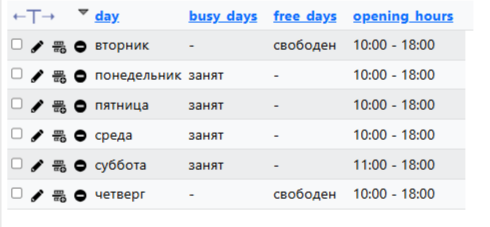 day busy_days free_days opening_hours
вторник - свободен 10:00 - 18:00
понедельник занят - 10:00 - 18:00
пятница занят - 10:00 - 18:00
среда занят - 10:00 - 18:00
суббота занят - 11:00 - 18:00
четверг - свободен 10:00 - 18:00